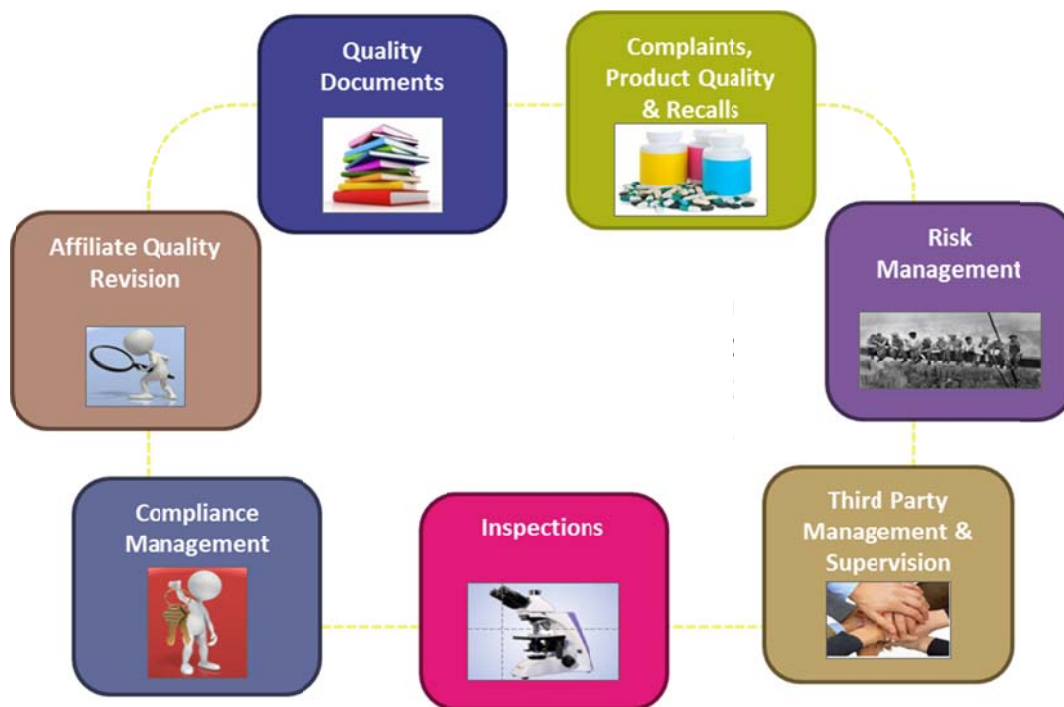 Quality
Documents
Complaints,
Product Quality
& Recalls
Risk
Management
Third Party
Management &
Supervision
Inspections
Compliance
Management
Affiliate Quality
Revision